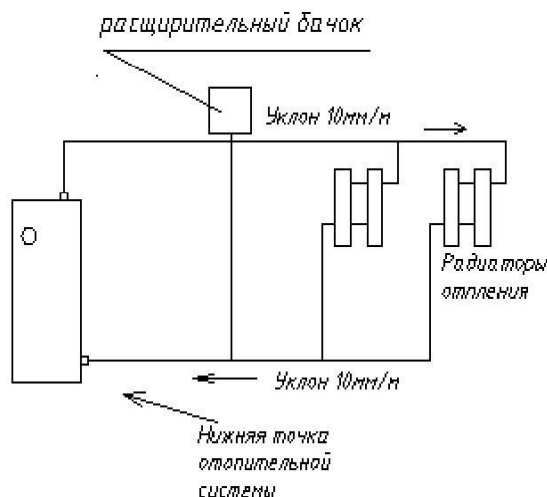 расщирительный бачок
Уклон 10мм/м
Радиаторы
отпления
Уклон 10мм/м
Нижняя точка
отопительной
системы